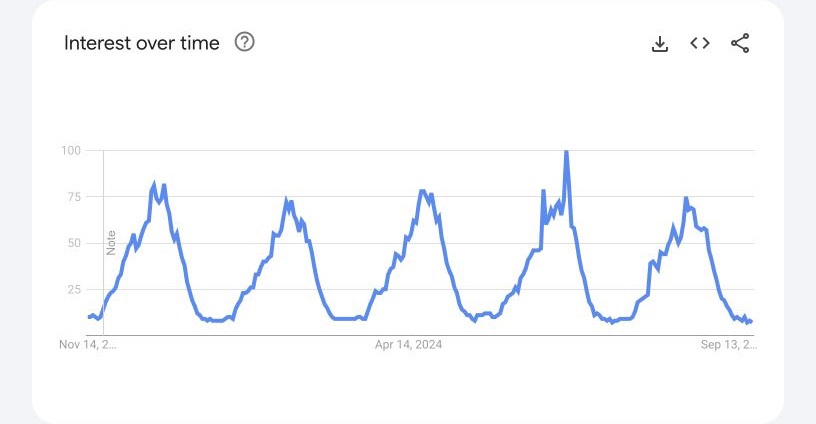 Interest over time
100
75
50
25
Note
Nov 14, 2...
Apr 14, 2024
Sep 13, 2...